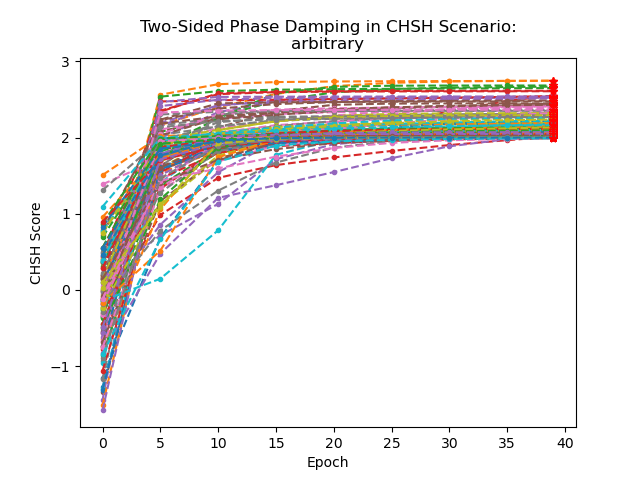 Two-Sided Phase Damping in CHSH Scenario:
arbitrary
3
2
1
0
−1
CHSH Score
0 5 10 15 20 25 30 35 40
Epoch